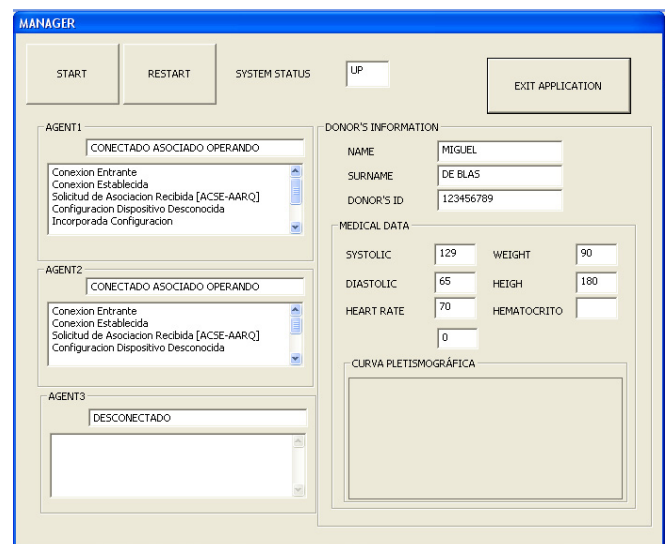 MANAGER
START
RESTART
SYSTEM STATUS
UP
EXIT APPLICATION
AGENT1
CONECTADO ASOCIADO OPERANDO
Conexion Entrante
Conexion Establecida
Solicitud de Asociacion Recibida [ACSE-AARQ]
Configuracion Dispositivo Desconocida
Incorporada Configuracion
AGENT2
CONECTADO ASOCIADO OPERANDO
Conexion Entrante
Conexion Establecida
Solicitud de Asociacion Recibida [ACSE-AARQ]
Configuracion Dispositivo Desconocida
AGENT3
DESCONECTADO
DONOR'S INFORMATION
NAME MIGUEL
SURNAME DE BLAS
DONOR'S ID 123456789
MEDICAL DATA
SYSTOLIC 129 WEIGHT 90
DIASTOLIC 65 HEIGH 180
HEART RATE 70 HEMATOCRITO
0
CURVA PLETISMOGRÁFICA